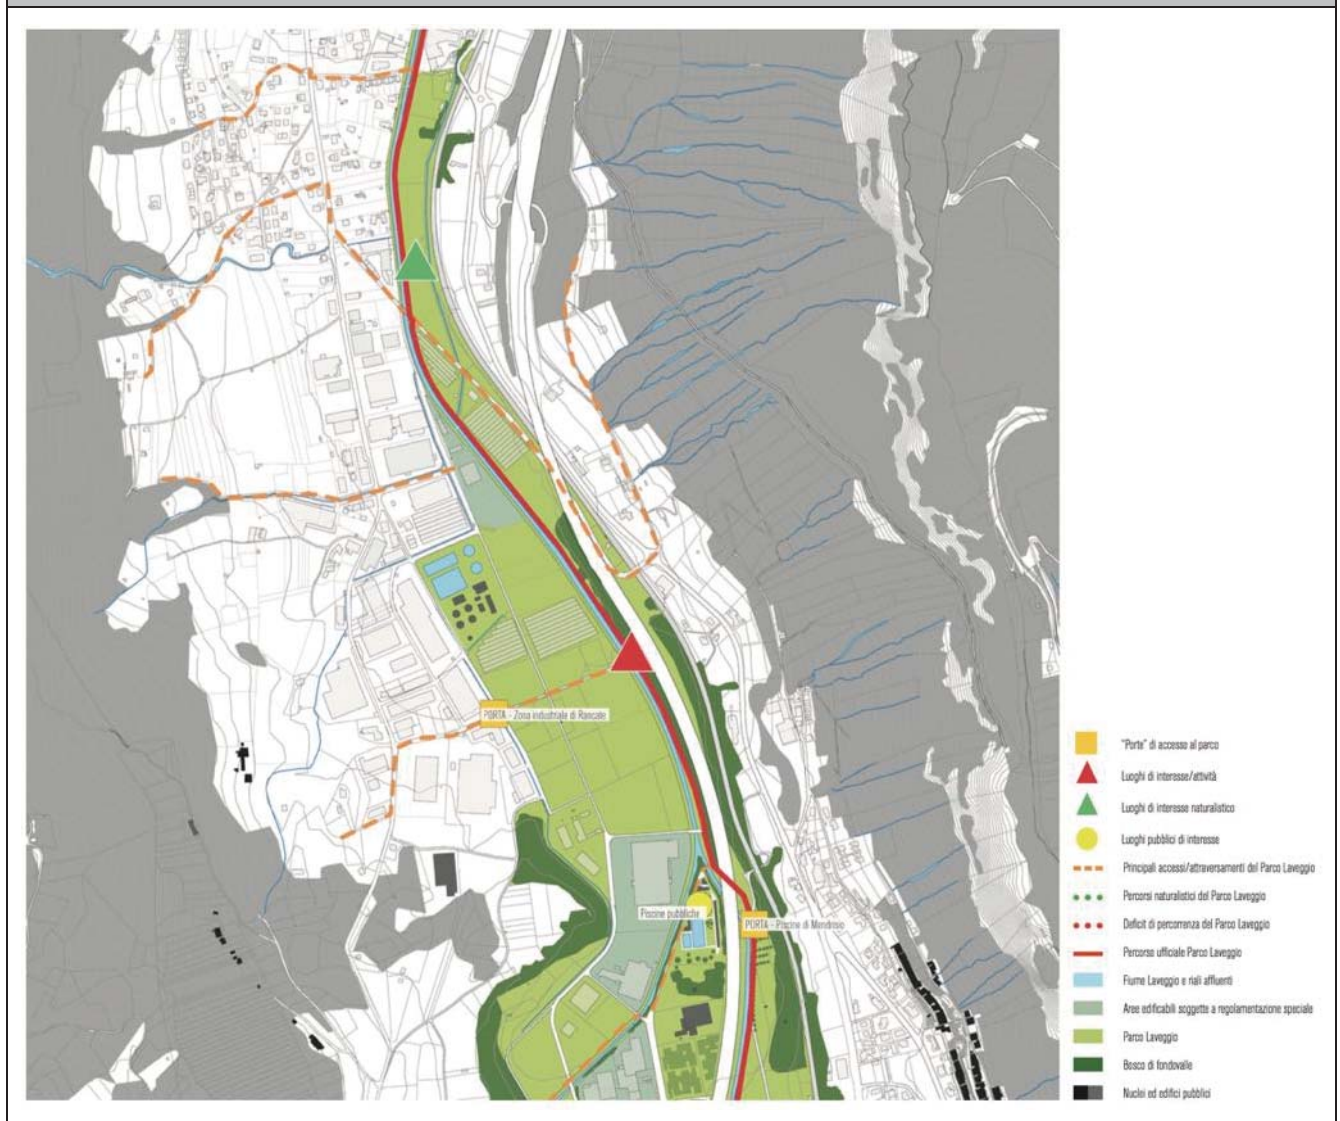 PORTA - Zona industriale di Rancate
Piscine pubbliche
PORTA - Piscine di Mendrisio
"Porte" di accesso al parco
Luoghi di interesse/attività
Luoghi di interesse naturalistico
Luoghi pubblici di interesse
Principali accessi/attraversamenti del Parco Laveggio
Percorsi naturalistici del Parco Laveggio
Deficit di percorrenza del Parco Laveggio
Percorso ufficiale Parco Laveggio
Fiume Laveggio e riali affluenti
Aree edificabili soggette a regolamentazione speciale
Parco Laveggio
Bosco di fondovalle
Nuclei ed edifici pubblici